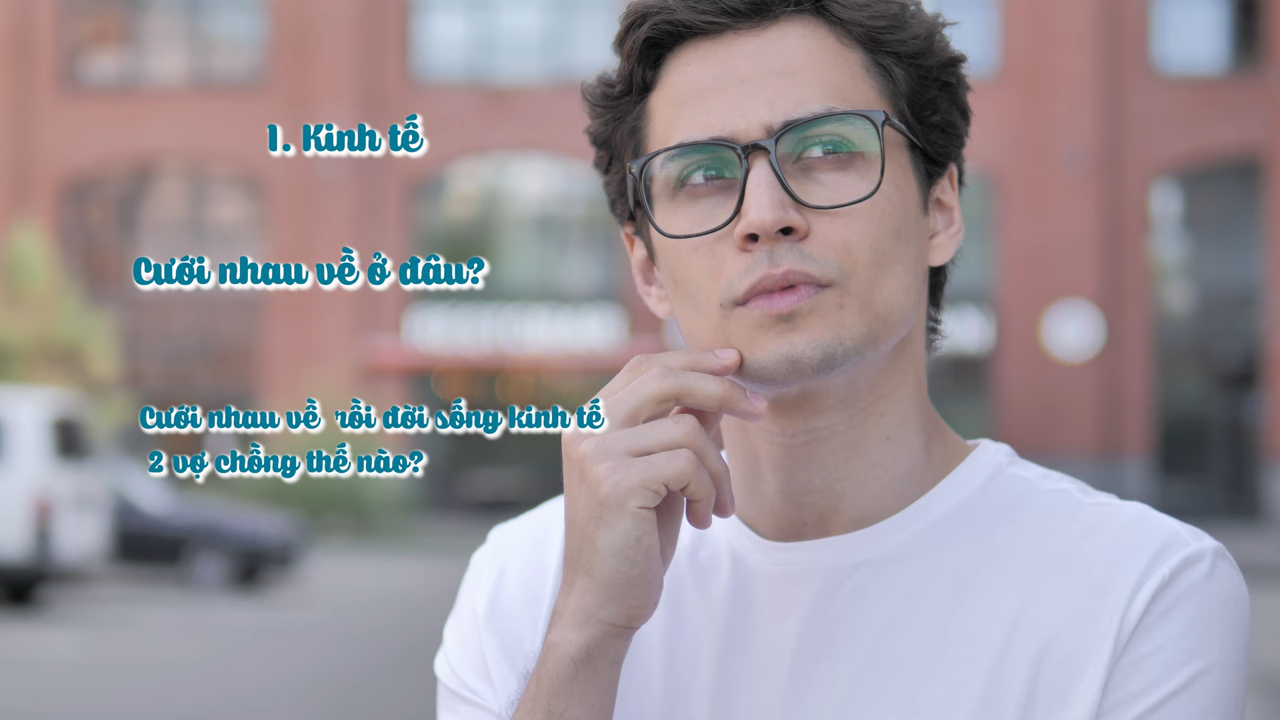 1. Kinh tế
Cưới nhau về ở đâu?
Cưới nhau về rồi đời sống kinh tế
2 vợ chồng thế nào?